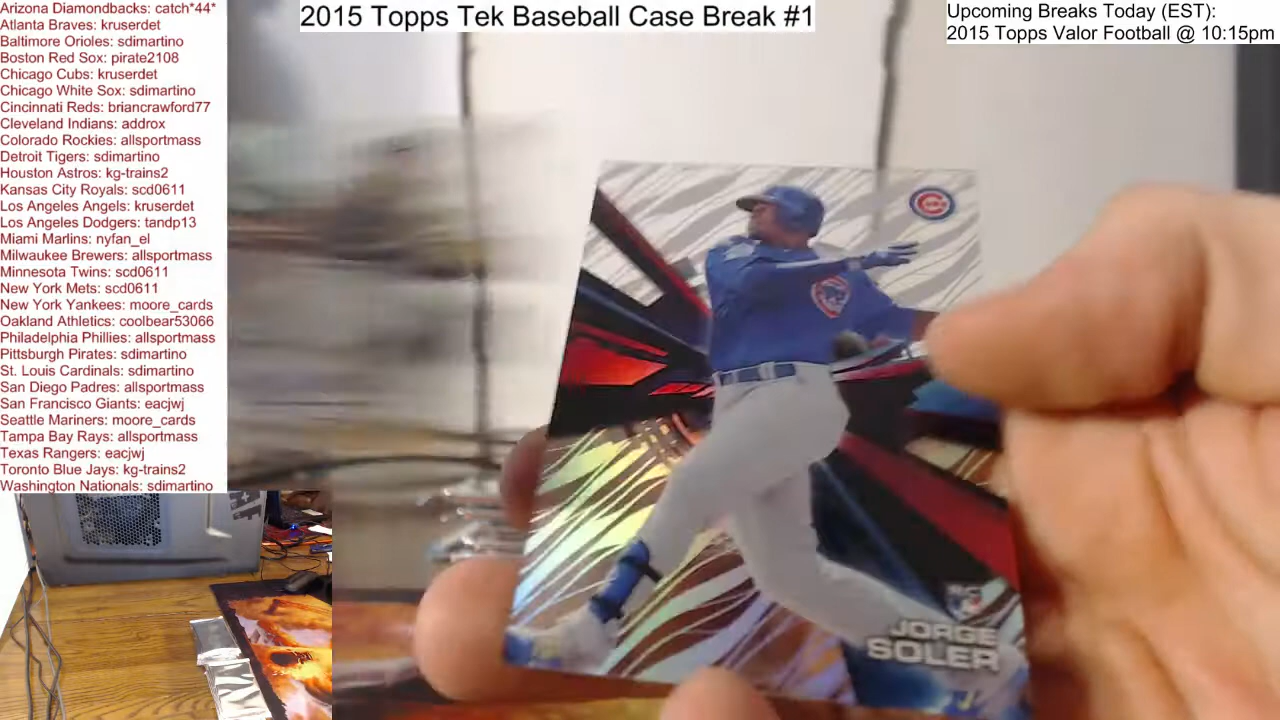 Arizona Diamondbacks: catch*44*
Atlanta Braves: kruserdet
Baltimore Orioles: sdimartino
Boston Red Sox: pirate2108
Chicago Cubs: kruserdet
Chicago White Sox: sdimartino
Cincinnati Reds: briancrawford77
Cleveland Indians: addrox
Colorado Rockies: allsportmass
Detroit Tigers: sdimartino
Houston Astros: kg-trains2
Kansas City Royals: scd0611
Los Angeles Angels: kruserdet
Los Angeles Dodgers: tandp13
Miami Marlins: nyfan_el
Milwaukee Brewers: allsportmass
Minnesota Twins: scd0611
New York Mets: scd0611
New York Yankees: moore_cards
Oakland Athletics: coolbear53066
Philadelphia Phillies: allsportmass
Pittsburgh Pirates: sdimartino
St. Louis Cardinals: sdimartino
San Diego Padres: allsportmass
San Francisco Giants: eacjwj
Seattle Mariners: moore_cards
Tampa Bay Rays: allsportmass
Texas Rangers: eacjwj
Toronto Blue Jays: kg-trains2
Washington Nationals: sdimartino
2015 Topps Tek Baseball Case Break #1
Upcoming Breaks Today (EST):
2015 Topps Valor Football @ 10:15pm
RC
JORGE
SOLER